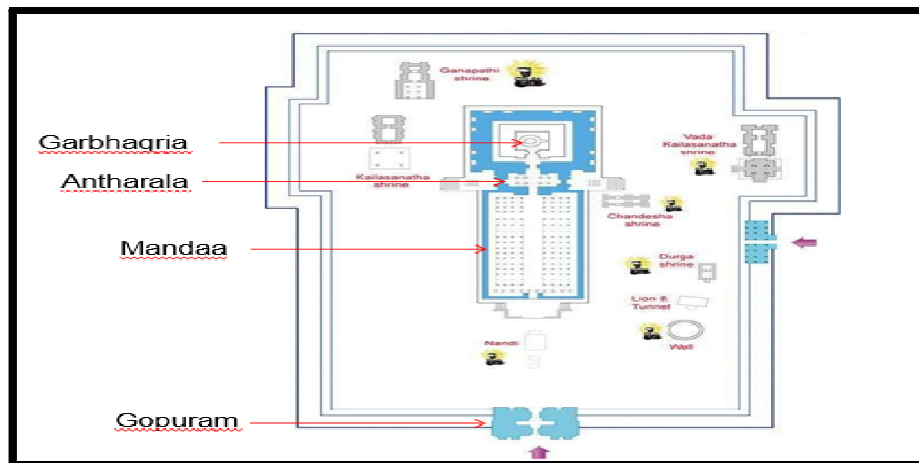 Ganapathi
shrine
Garbhagria
Antharala
Kailasanatha
shrine
Vada
Kailasanatha
shrine
Chandesha
shrine
Mandaa
Durga
shrine
Lion &
Tunnel
Well
Nandi
Gopuram